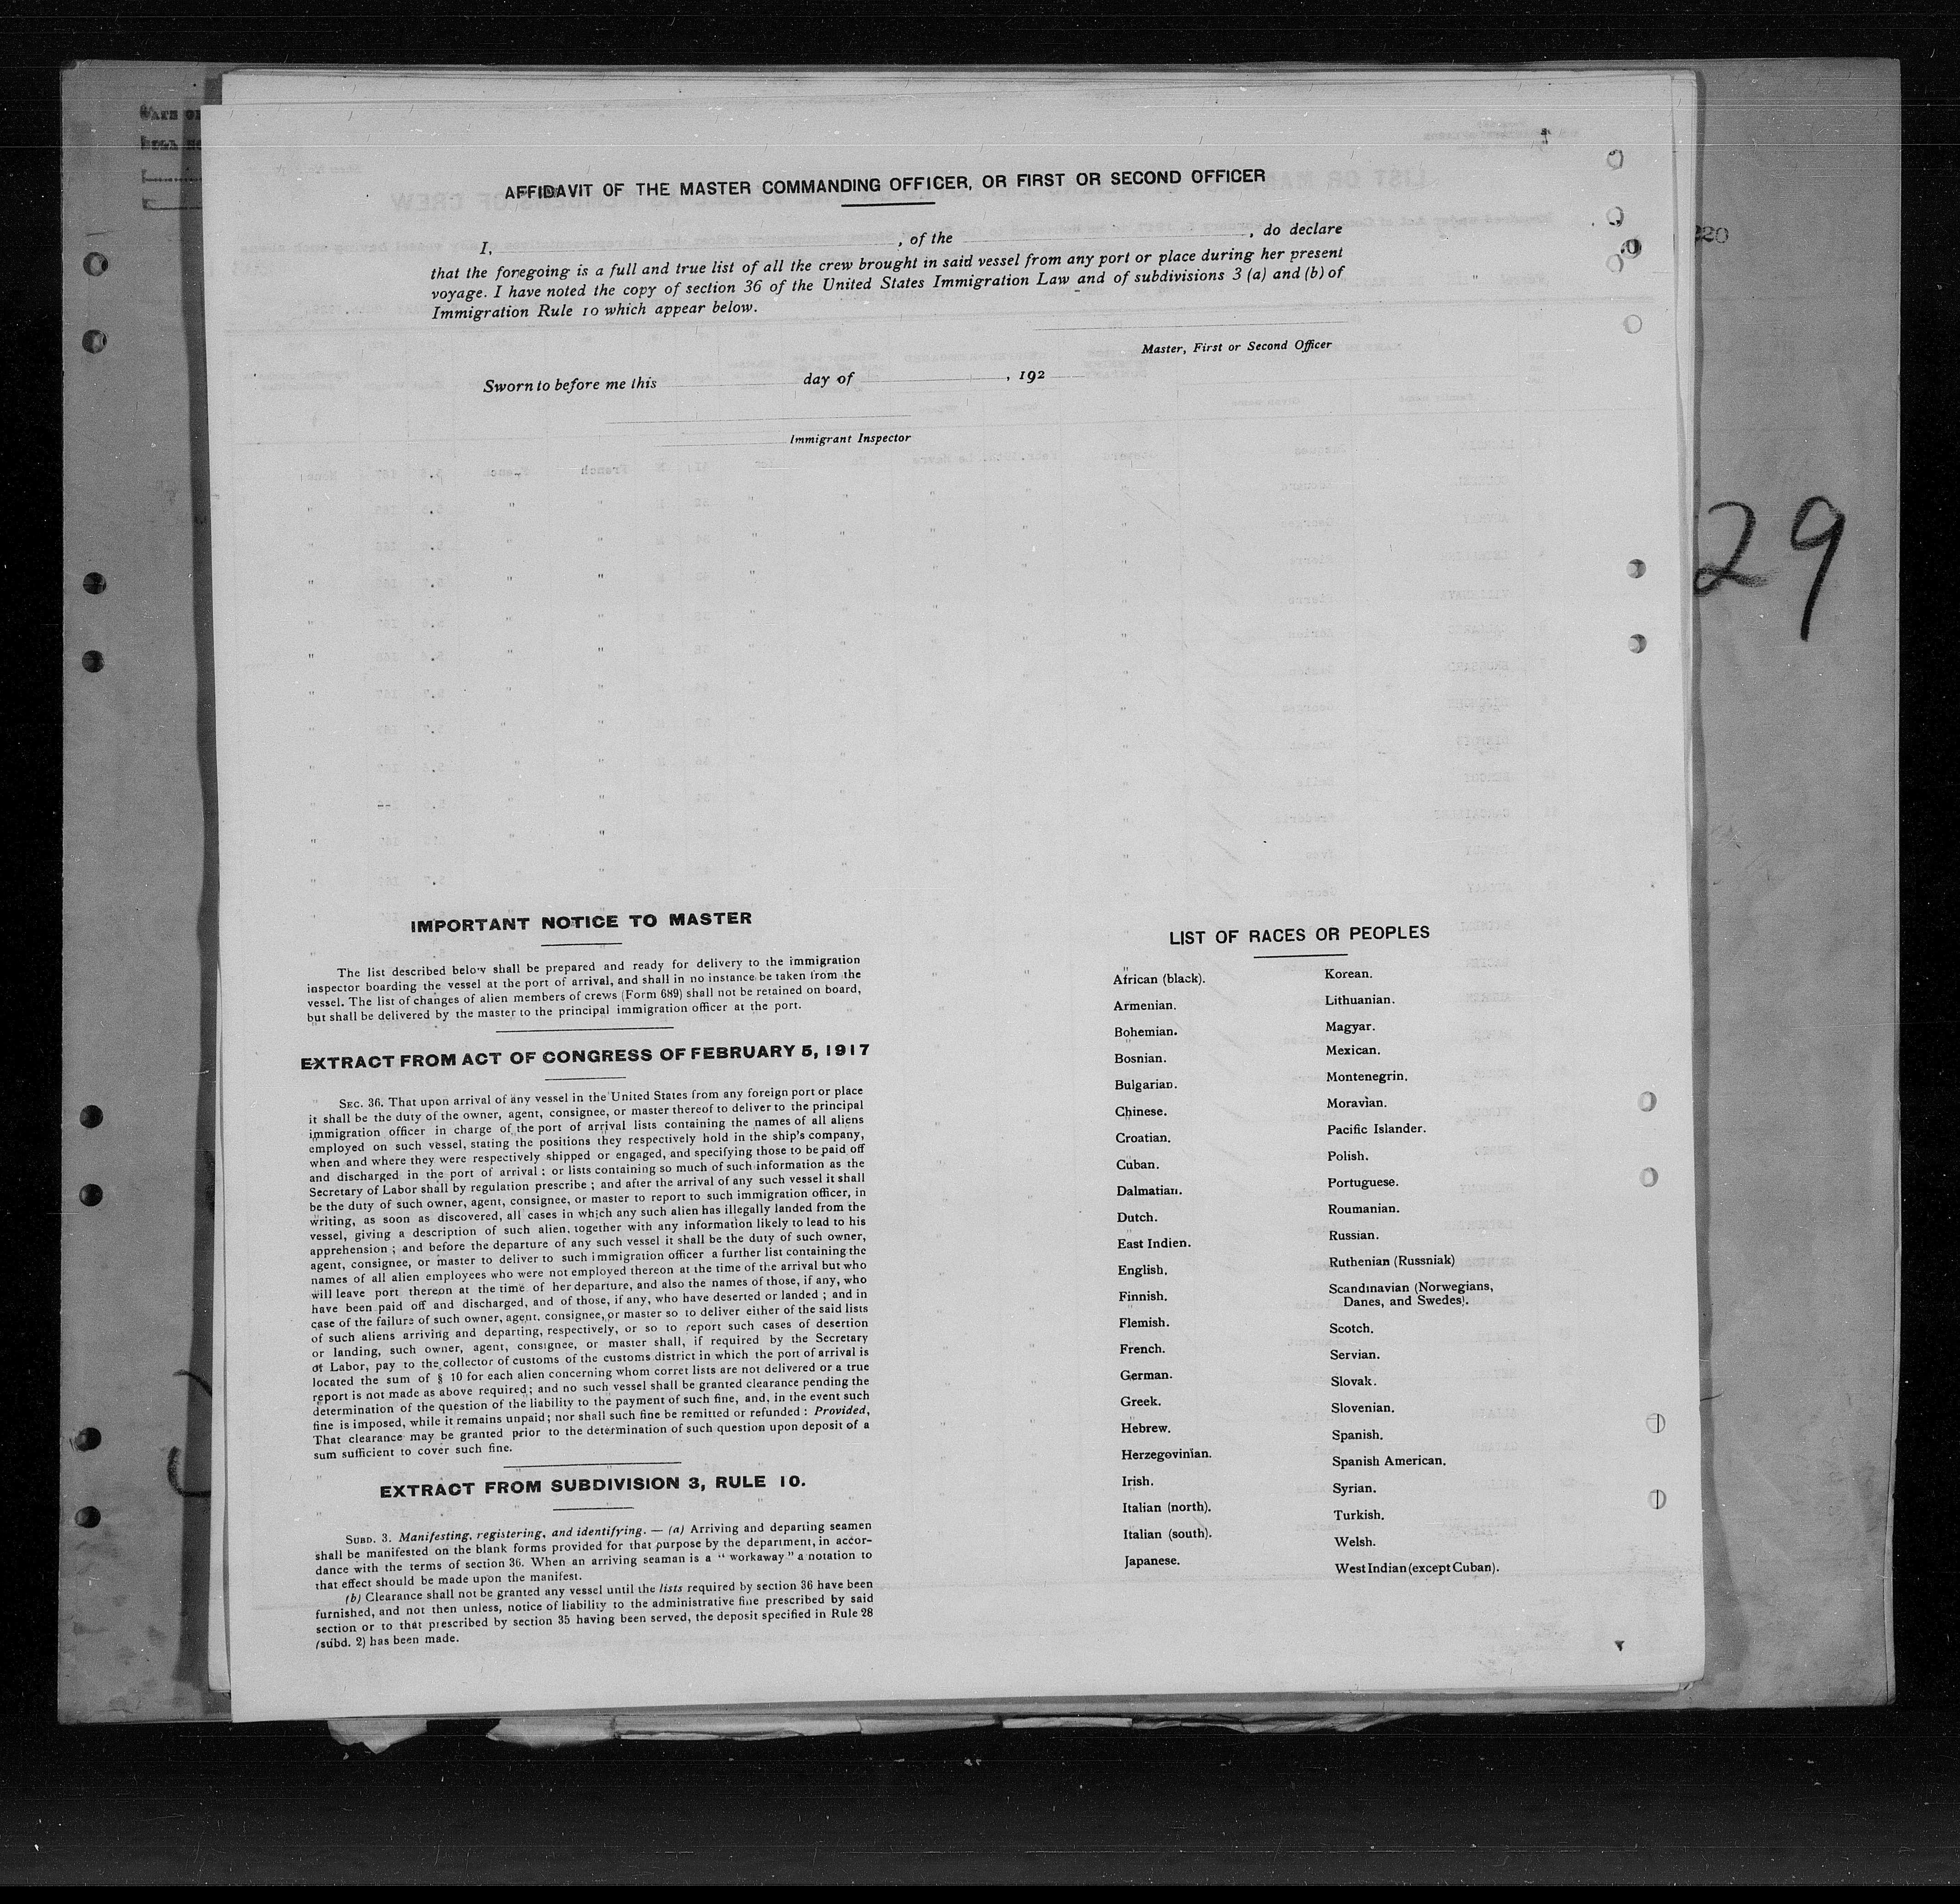 AFFIDAVIT OF THE MASTER COMMANDING OFFICER, OR FIRST OR SECOND OFFICER
I, , of the , do declare
that the foregoing is a full and true list of all the crew brought in said vessel from any port or place during her present
voyage. I have noted the copy of section 36 of the United States Immigration Law and of subdivisions 3 (a) and (b) of
Immigration Rule 10 which appear below.
Master, First or Second Officer
Sworn to before me this day of , 192
Immigrant Inspector
29
IMPORTANT NOTICE TO MASTER
The list described below shall be prepared and ready for delivery to the immigration
inspector boarding the vessel at the port of arrival, and shall in no instance be taken from the
vessel. The list of changes of alien members of crews (Form 689) shall not be retained on board,
but shall be delivered by the master to the principal immigration officer at the port.
EXTRACT FROM ACT OF CONGRESS OF FEBRUARY 5, 1917
SEC. 36. That upon arrival of any vessel in the United States from any foreign port or place
it shall be the duty of the owner, agent, consignee, or master thereof to deliver to the principal
immigration officer in charge of the port of arrival lists containing the names of all aliens
employed on such vessel, stating the positions they respectively hold in the ship's company,
when and where they were respectively shipped or engaged, and specifying those to be paid off
and discharged in the port of arrival ; or lists containing so much of such information as the
Secretary of Labor shall by regulation prescribe ; and after the arrival of any such vessel it shall
be the duty of such owner, agent, consignee, or master to report to such immigration officer, in
writing, as soon as discovered, all cases in which any such alien has illegally landed from the
vessel, giving a description of such alien, together with any information likely to lead to his
apprehension ; and before the departure of any such vessel it shall be the duty of such owner,
agent, consignee, or master to deliver to such immigration officer a further list containing the
names of all alien employees who were not employed thereon at the time of the arrival but who
will leave port thereon at the time of her departure, and also the names of those, if any, who
have been paid off and discharged, and of those, if any, who have deserted or landed ; and in
case of the failure of such owner, agent, consignee, or master so to deliver either of the said lists
of such aliens arriving and departing, respectively, or so to report such cases of desertion
or landing, such owner, agent, consignee, or master shall, if required by the Secretary
of Labor, pay to the collector of customs of the customs district in which the port of arrival is
located the sum of § 10 for each alien concerning whom corret lists are not delivered or a true
report is not made as above required ; and no such vessel shall be granted clearance pending the
determination of the question of the liability to the payment of such fine, and, in the event such
fine is imposed, while it remains unpaid ; nor shall such fine be remitted or refunded : Provided,
That clearance may be granted prior to the determination of such question upon deposit of a
sum sufficient to cover such fine.
EXTRACT FROM SUBDIVISION 3, RULE 10.
SUBD. 3. Manifesting, registering, and identifying. — (a) Arriving and departing seamen
shall be manifested on the blank forms provided for that purpose by the department, in accor-
dance with the terms of section 36. When an arriving seaman is a " workaway " a notation to
that effect should be made upon the manifest.
(b) Clearance shall not be granted any vessel until the lists required by section 36 have been
furnished, and not then unless, notice of liability to the administrative fine prescribed by said
section or to that prescribed by section 35 having been served, the deposit specified in Rule 28
(subd. 2) has been made.
LIST OF RACES OR PEOPLES
African (black).
Armenian.
Bohemian.
Bosnian.
Bulgarian.
Chinese.
Croatian.
Cuban.
Dalmatian.
Dutch.
East Indien.
English.
Finnish.
Flemish.
French.
German.
Greek.
Hebrew.
Herzegovinian.
Irish.
Italian (north).
Italian (south).
Japanese.
Korean.
Lithuanian.
Magyar.
Mexican.
Montenegrin.
Moravian.
Pacific Islander.
Polish.
Portuguese.
Roumanian.
Russian.
Ruthenian (Russniak)
Scandinavian (Norwegians,
Danes, and Swedes).
Scotch.
Servian.
Slovak.
Slovenian.
Spanish.
Spanish American.
Syrian.
Turkish.
Welsh.
West Indian (except Cuban).